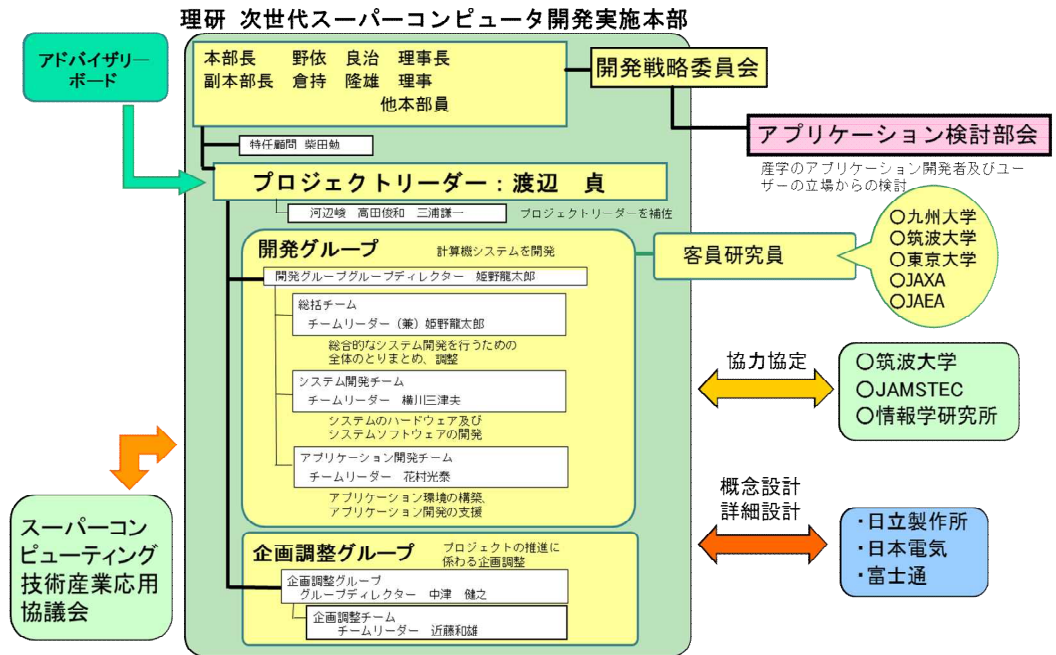 理研 次世代スーパーコンピュータ開発実施本部
アドバイザリー
ボード
本部長 野依 良治 理事長
副本部長 倉持 隆雄 理事
他本部員
開発戦略委員会
アプリケーション検討部会
産学のアプリケーション開発者及びユー
ザーの立場からの検討
特任顧問 柴田勉
プロジェクトリーダー：渡辺 貞
河辺峻 高田俊和 三浦謙一
プロジェクトリーダーを補佐
開発グループ
計算機システムを開発
開発グループグループディレクター 姫野龍太郎
客員研究員
○九州大学
○筑波大学
○東京大学
○JAXA
○JAEA
総括チーム
チームリーダー（兼）姫野龍太郎
総合的なシステム開発を行うための
全体のとりまとめ、調整
システム開発チーム
チームリーダー 横川三津夫
システムのハードウェア及び
システムソフトウェアの開発
アプリケーション開発チーム
チームリーダー 花村光泰
アプリケーション環境の構築、
アプリケーション開発の支援
協力協定
○筑波大学
○JAMSTEC
○情報学研究所
概念設計
詳細設計
・日立製作所
・日本電気
・富士通
スーパーコン
ピューティング
技術産業応用
協議会
企画調整グループ
プロジェクトの推進に
係わる企画調整
企画調整グループ
グループディレクター 中津 健之
企画調整チーム
チームリーダー 近藤和雄